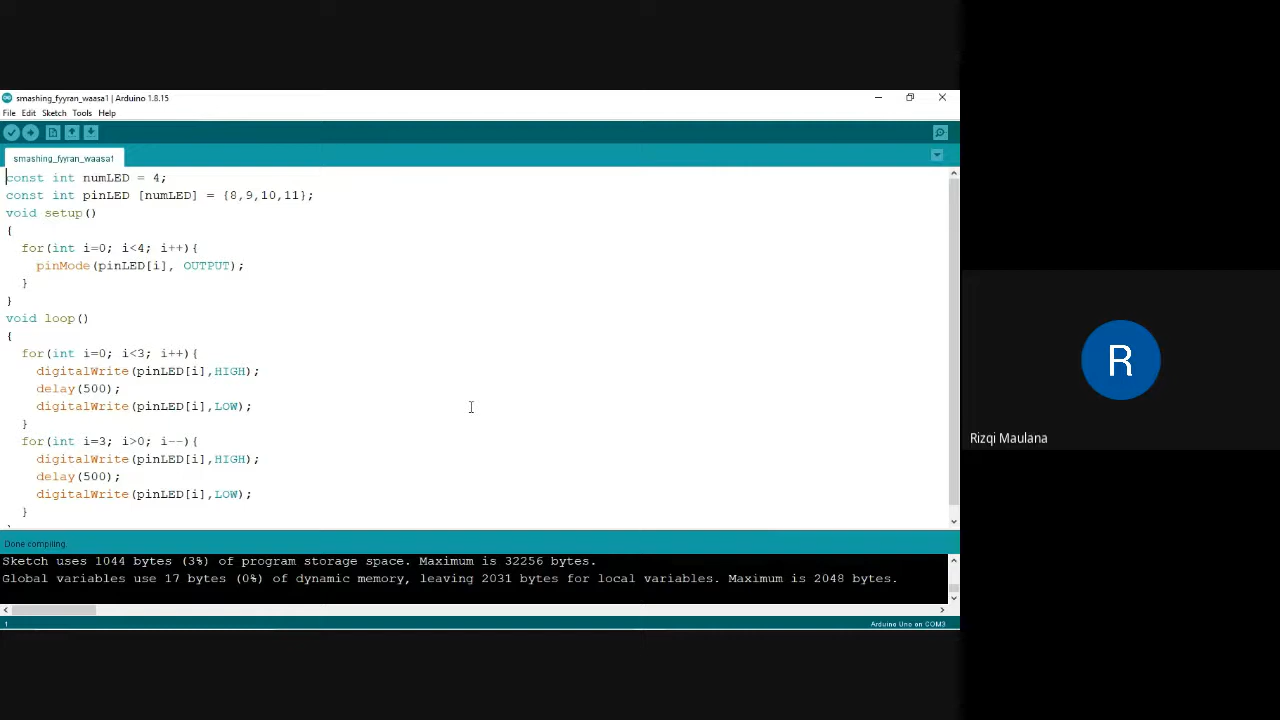 smashing_fyyran_waasa1 | Arduino 1.8.15
File Edit Sketch Tools Help
smashing_fyyran_waasa1
const int numLED = 4;
const int pinLED [numLED] = {8,9,10,11};
void setup()
{
for(int i=0; i<4; i++){
pinMode(pinLED[i], OUTPUT);
}
}
void loop()
{
for(int i=0; i<3; i++){
digitalWrite(pinLED[i],HIGH);
delay(500);
digitalWrite(pinLED[i],LOW);
}
for(int i=3; i>0; i--){
digitalWrite(pinLED[i],HIGH);
delay(500);
digitalWrite(pinLED[i],LOW);
}
Done compiling.
Sketch uses 1044 bytes (3%) of program storage space. Maximum is 32256 bytes.
Global variables use 17 bytes (0%) of dynamic memory, leaving 2031 bytes for local variables. Maximum is 2048 bytes.
1
Arduino Uno on COM3
R
Rizqi Maulana